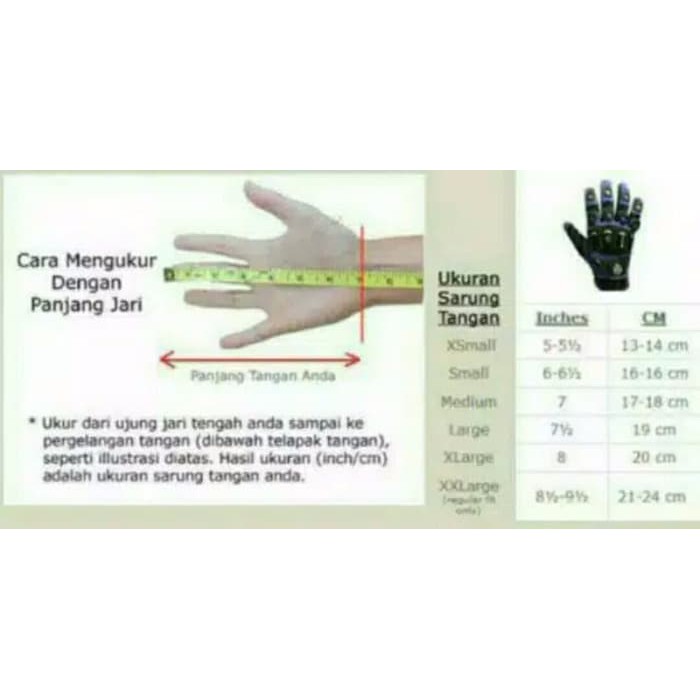 Cara Mengukur
Dengan
Panjang Jari
Panjang Tangan Anda
* Ukur dari ujung jari tengah anda sampai ke
pergelangan tangan (dibawah telapak tangan),
seperti illustrasi diatas. Hasil ukuran (inch/cm)
adalah ukuran sarung tangan anda.
Ukuran
Sarung
Tangan Inches CM
XSmall 5-5½ 13-14 cm
Small 6-6½ 16-16 cm
Medium 7 17-18 cm
Large 7½ 19 cm
XLarge 8 20 cm
XXLarge 8½-9½ 21-24 cm
(regular fit
only)